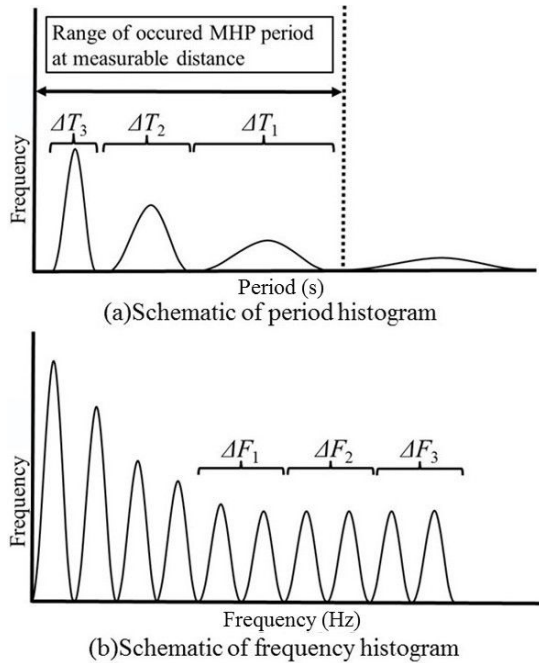 Range of occured MHP period
at measurable distance
ΔT3 ΔT2 ΔT1
Frequency
Period (s)
(a)Schematic of period histogram
ΔF1 ΔF2 ΔF3
Frequency
Frequency (Hz)
(b)Schematic of frequency histogram